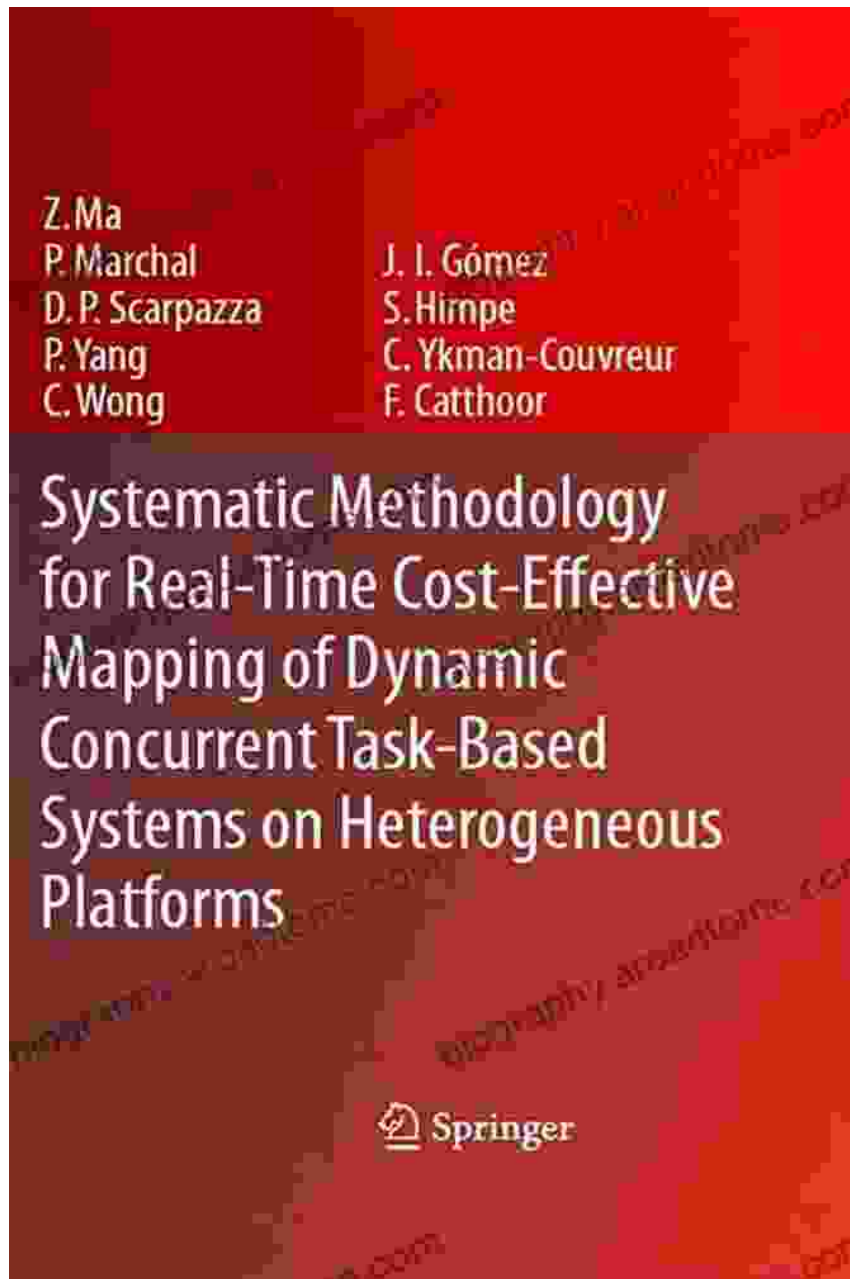 Z. Ma
P. Marchal
D. P. Scarpazza
P. Yang
C. Wong
J. I. Gómez
S. Himpe
C. Ykman-Couvreur
F. Catthoor
Systematic Methodology
for Real-Time Cost-Effective
Mapping of Dynamic
Concurrent Task-Based
Systems on Heterogeneous
Platforms
Springer